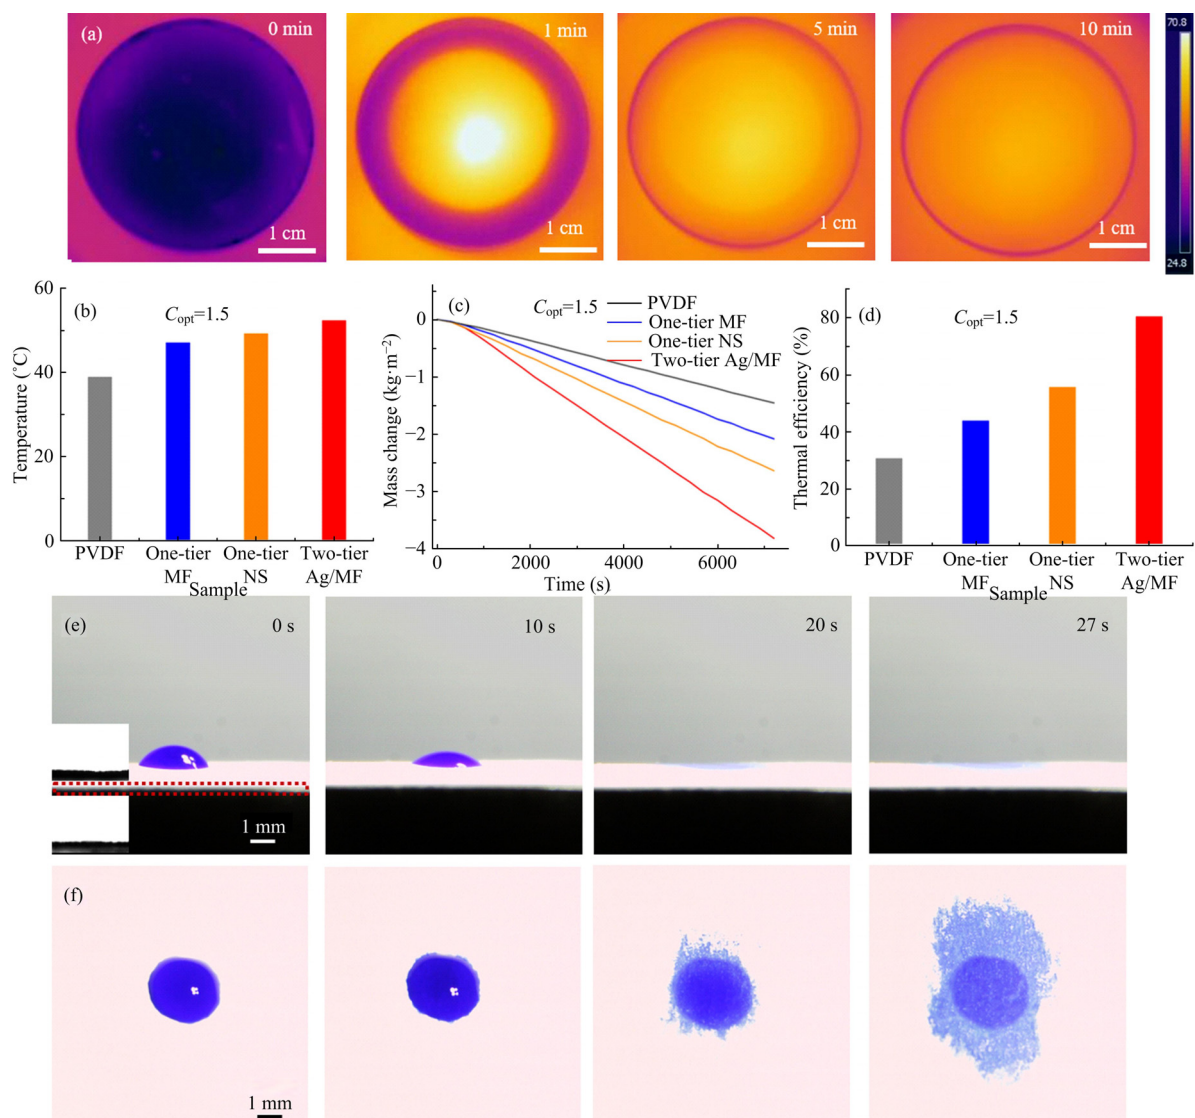 (a)
0 min
1 cm
1 min
1 cm
5 min
1 cm
10 min
1 cm
70.8
24.8
(b)
C_opt=1.5
Temperature (˚C)
60
40
20
0
PVDF
One-tier
MF
One-tier
NS
Two-tier
Ag/MF
Sample
(c)
C_opt=1.5
PVDF
One-tier MF
One-tier NS
Two-tier Ag/MF
Mass change (kg·m⁻²)
0
−1
−2
−3
−4
0
2000
4000
6000
Time (s)
(d)
C_opt=1.5
Thermal efficiency (%)
80
60
40
20
0
PVDF
One-tier
MF
One-tier
NS
Two-tier
Ag/MF
Sample
(e)
0 s
1 mm
10 s
20 s
27 s
(f)
1 mm